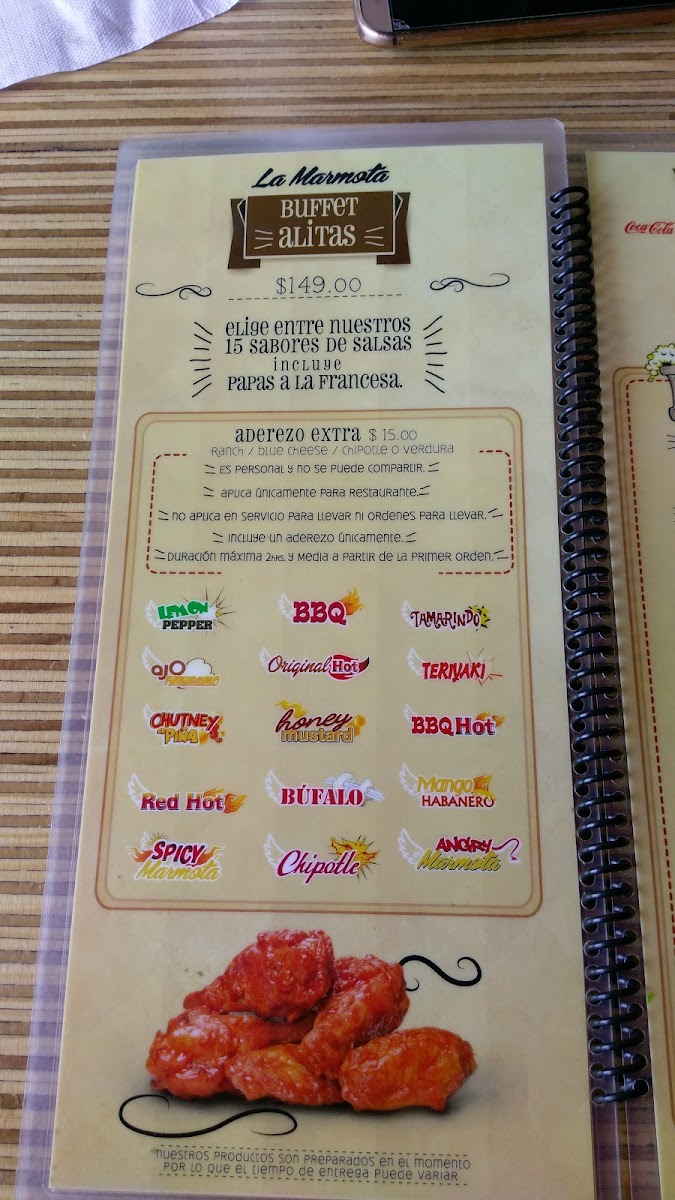 La Marmota
BUFFET
ALITAS
$149.00
ELIGE ENTRE NUESTROS
15 SABORES DE SALSAS
INCLUYE
PAPAS A LA FRANCESA.
ADEREZO EXTRA $ 15.00
RANCH / BLUE CHEESE / CHIPOTLE O VERDURA
ES PERSONAL Y NO SE PUEDE COMPARTIR.
APLICA ÚNICAMENTE PARA RESTAURANTE.
NO APLICA EN SERVICIO PARA LLEVAR NI ORDENES PARA LLEVAR.
INCLUYE UN ADEREZO ÚNICAMENTE.
DURACIÓN MÁXIMA 2HRS. Y MEDIA A PARTIR DE LA PRIMER ORDEN.
LEMON PEPPER
BBQ
TAMARINDO
AJO PARMESANO
Original Hot
TERIYAKI
CHUTNEY de PIÑA
honey mustard
BBQ Hot
Red Hot
BÚFALO
Mango HABANERO
SPICY Marmota
Chipotle
ANGRY Marmota
NUESTROS PRODUCTOS SON PREPARADOS EN EL MOMENTO
POR LO QUE EL TIEMPO DE ENTREGA PUEDE VARIAR
Coca-Cola